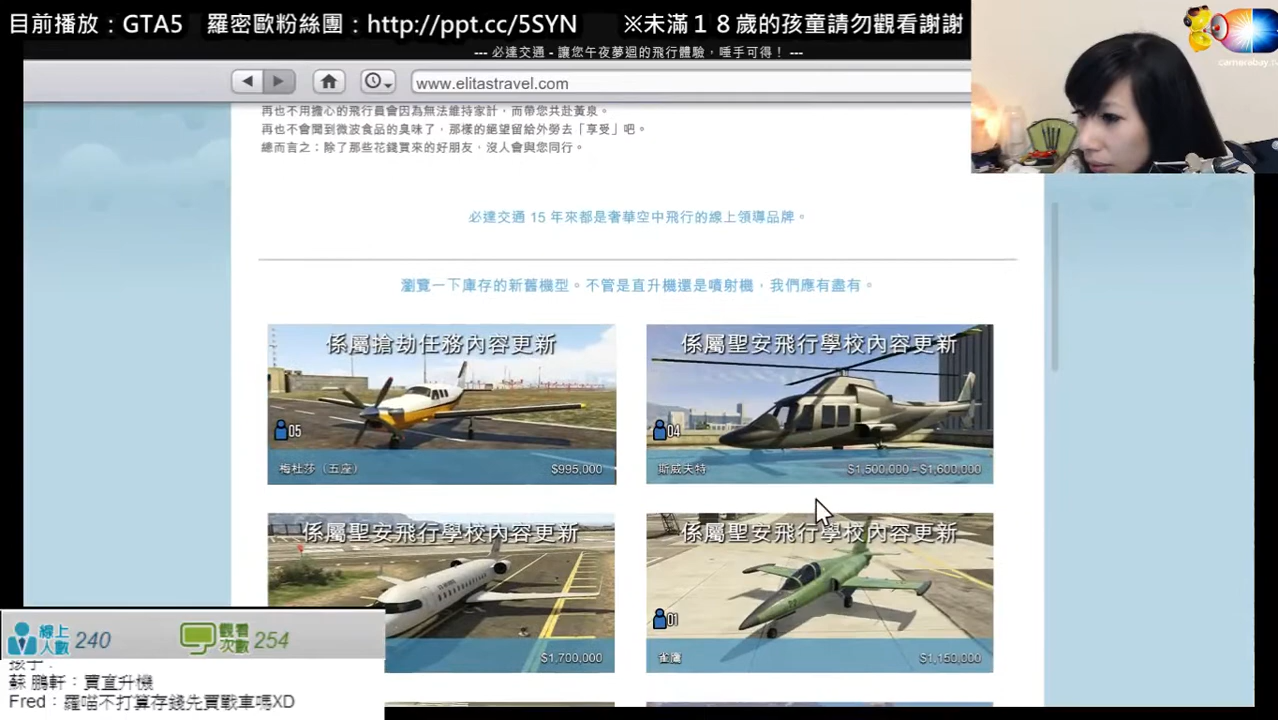 目前播放：GTA5 羅密歐粉絲團：http://ppt.cc/5SYN ※未滿１８歲的孩童請勿觀看謝謝
camerabay.tv
--- 必達交通 - 讓您午夜夢迴的飛行體驗，唾手可得！ ---
www.elitastravel.com
再也不用擔心的飛行員會因為無法維持家計，而帶您共赴黃泉。
再也不會聞到微波食品的臭味了，那樣的絕望留給外勞去「享受」吧。
總而言之：除了那些花錢買來的好朋友，沒人會與您同行。
必達交通 15 年來都是奢華空中飛行的線上領導品牌。
瀏覽一下庫存的新舊機型。不管是直升機還是噴射機，我們應有盡有。
係屬搶劫任務內容更新
05
梅杜莎（五座） $995,000
係屬聖安飛行學校內容更新
04
斯威夫特 $1,500,000 - $1,600,000
係屬聖安飛行學校內容更新
$1,700,000
係屬聖安飛行學校內容更新
01
雀鷹 $1,150,000
線上人數 240 觀看次數 254
蘇 鵬軒：賣直升機
Fred：羅喵不打算存錢先買戰車嗎XD